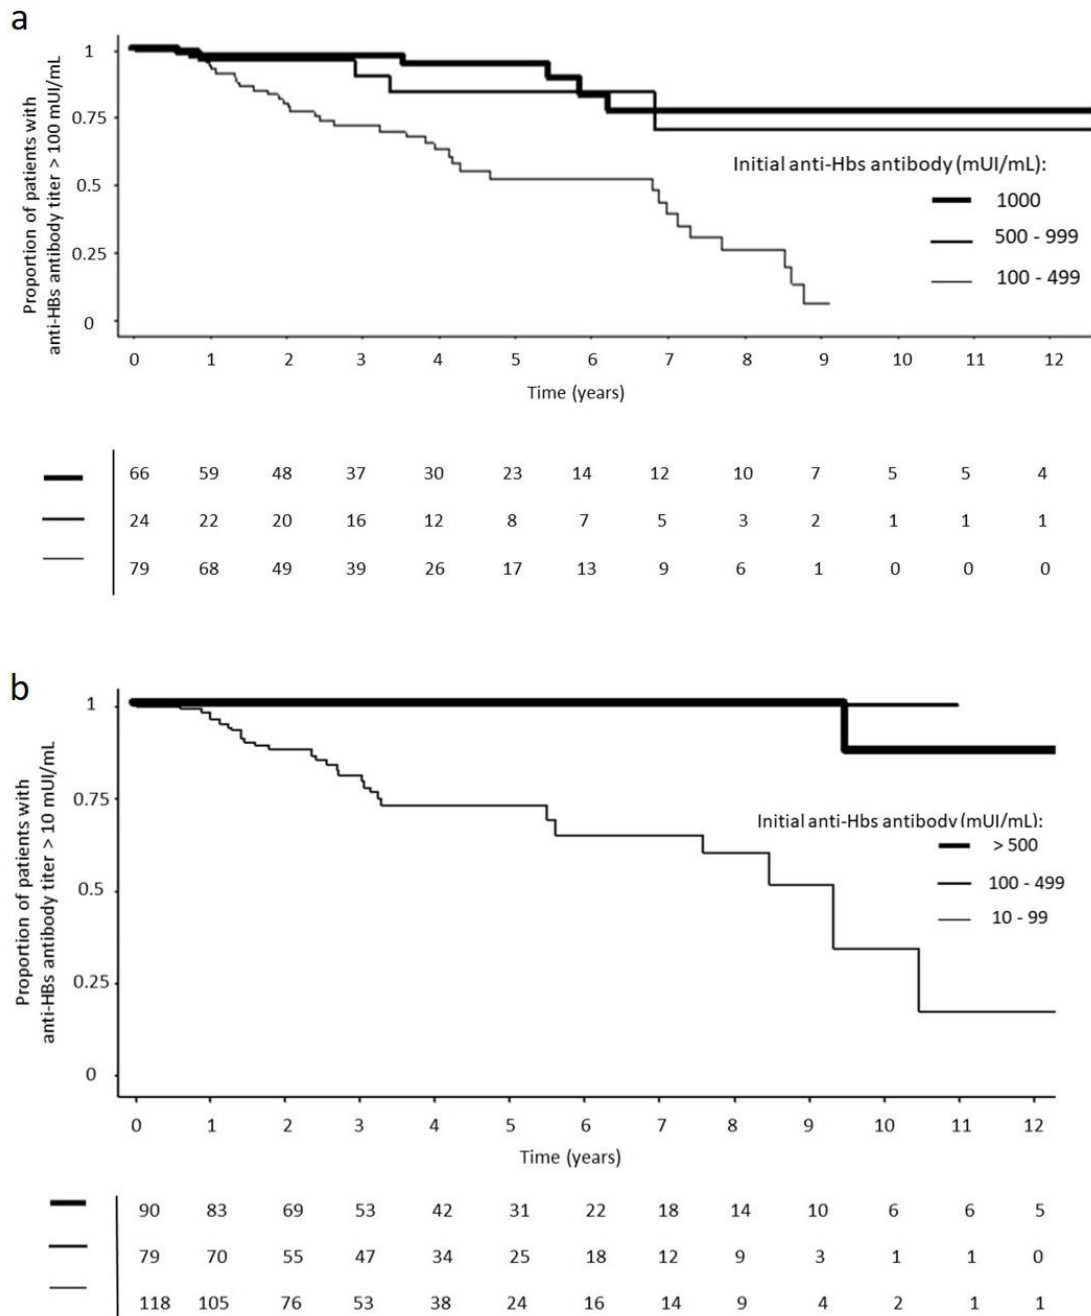 a
Proportion of patients with
anti-HBs antibody titer > 100 mUI/mL
1
0.75
0.5
0.25
0
Initial anti-Hbs antibody (mUI/mL):
1000
500 - 999
100 - 499
0 1 2 3 4 5 6 7 8 9 10 11 12
Time (years)
66 59 48 37 30 23 14 12 10 7 5 5 4
24 22 20 16 12 8 7 5 3 2 1 1 1
79 68 49 39 26 17 13 9 6 1 0 0 0
b
Proportion of patients with
anti-HBs antibody titer > 10 mUI/mL
1
0.75
0.5
0.25
0
Initial anti-Hbs antibody (mUI/mL):
> 500
100 - 499
10 - 99
0 1 2 3 4 5 6 7 8 9 10 11 12
Time (years)
90 83 69 53 42 31 22 18 14 10 6 6 5
79 70 55 47 34 25 18 12 9 3 1 1 0
118 105 76 53 38 24 16 14 9 4 2 1 1